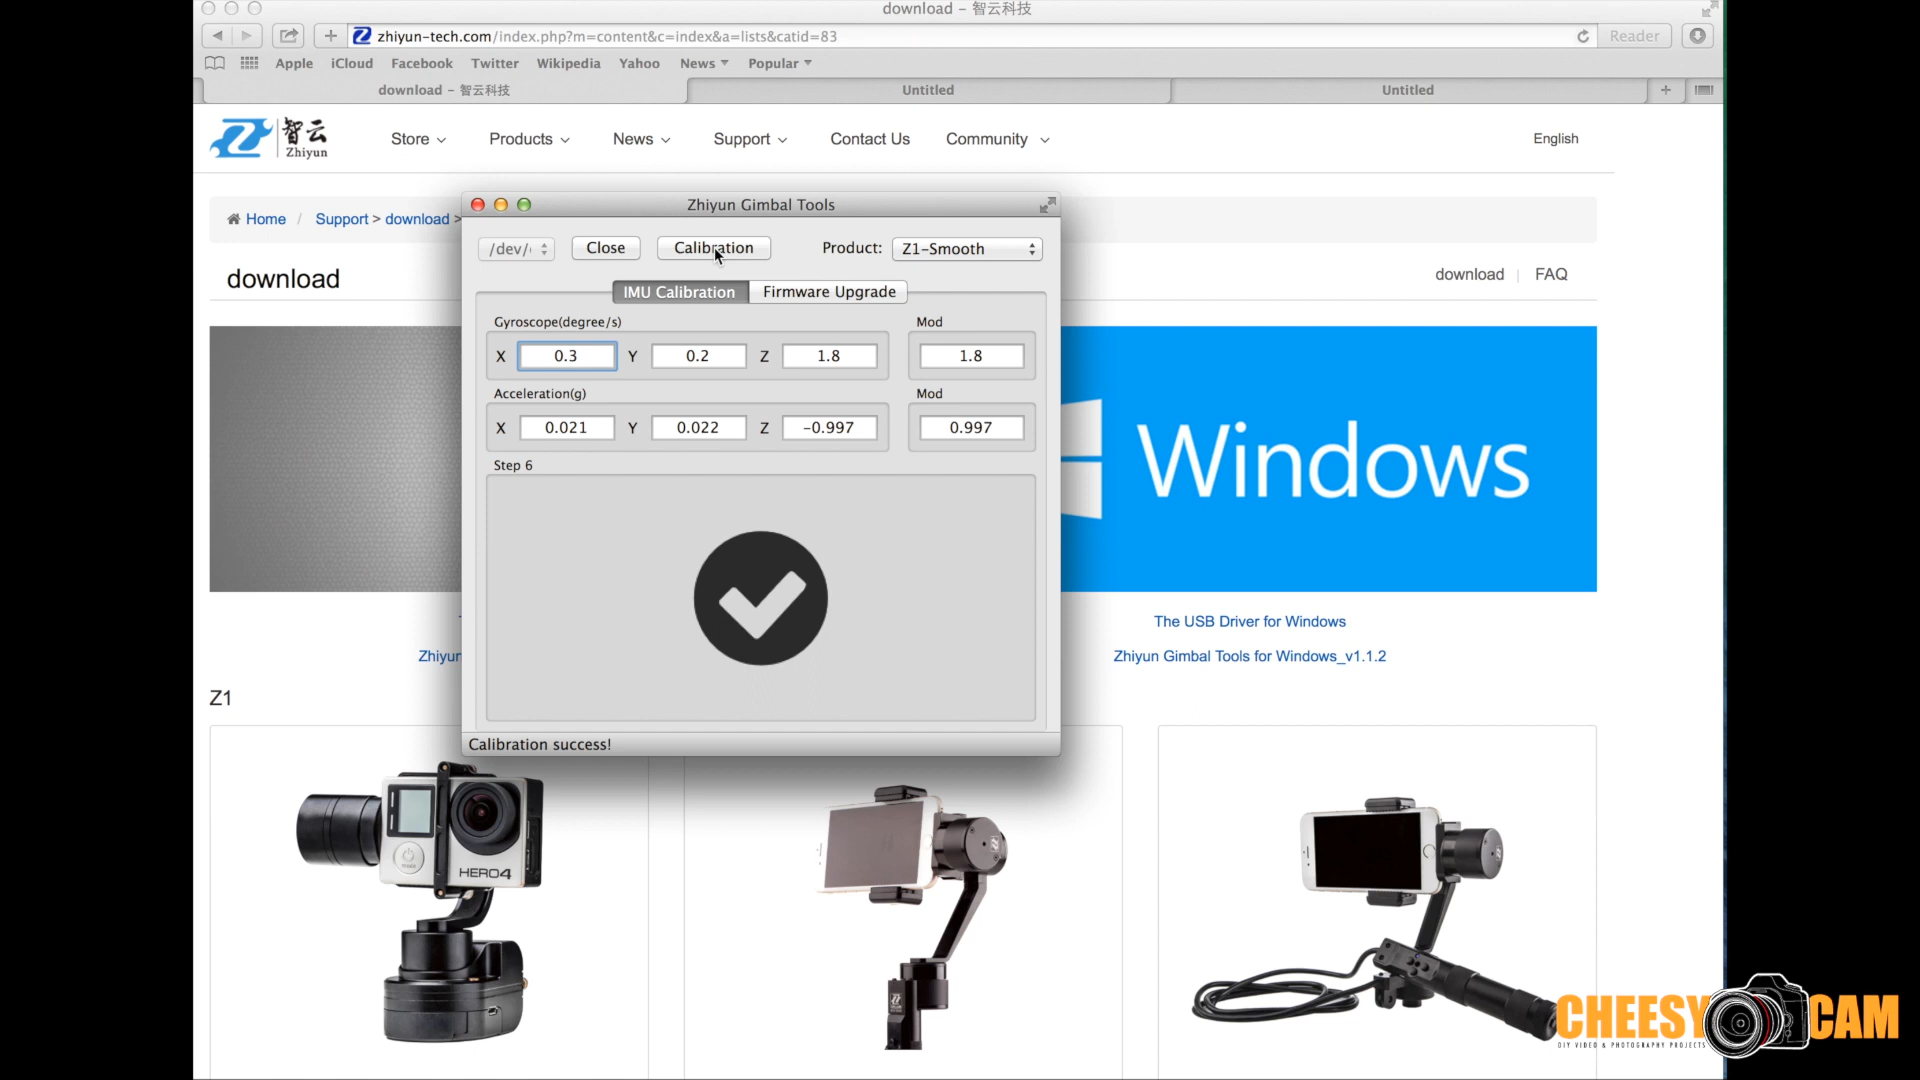 download – 智云科技
zhiyun-tech.com/index.php?m=content&c=index&a=lists&catid=83
Reader
Apple iCloud Facebook Twitter Wikipedia Yahoo News Popular
download – 智云科技 Untitled Untitled
智云
Zhiyun
Store Products News Support Contact Us Community English
Home / Support > download >
download
download | FAQ
Zhiyun Gimbal Tools
/dev/ Close Calibration Product: Z1-Smooth
IMU Calibration Firmware Upgrade
Gyroscope(degree/s) Mod
X 0.3 Y 0.2 Z 1.8 1.8
Acceleration(g) Mod
X 0.021 Y 0.022 Z -0.997 0.997
Step 6
Calibration success!
Windows
The USB Driver for Windows
Zhiyun
Zhiyun Gimbal Tools for Windows_v1.1.2
Z1
HERO4
CHEESYCAM
DIY VIDEO & PHOTOGRAPHY PROJECTS